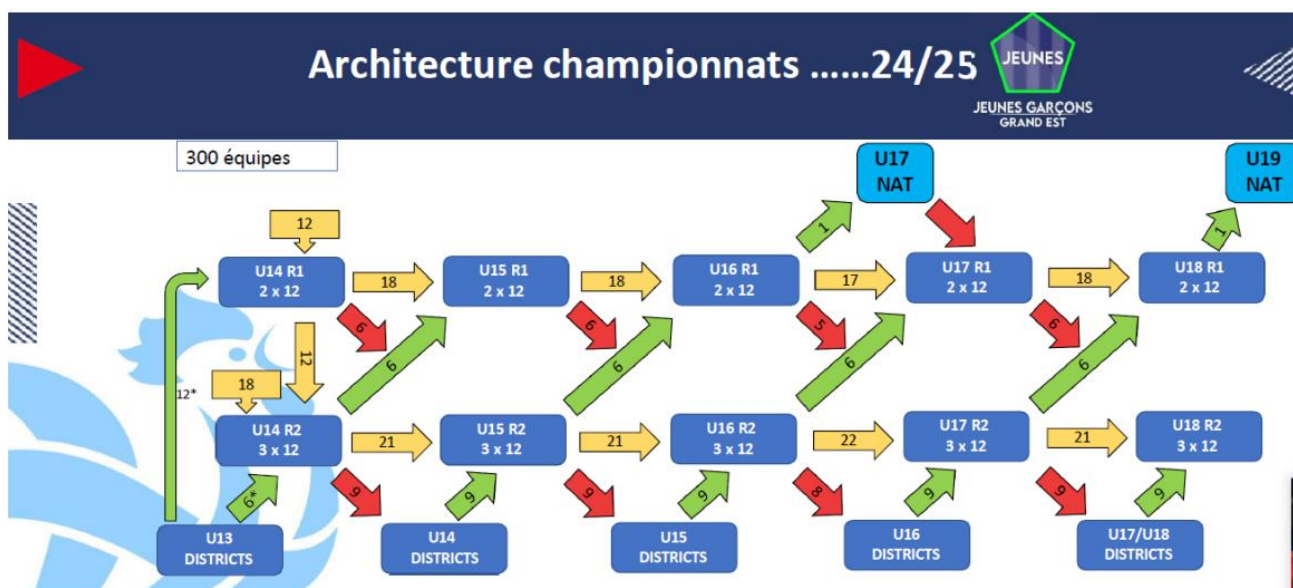 Architecture championnats ......24/25
JEUNES
JEUNES GARÇONS
GRAND EST
300 équipes
U17
NAT
U19
NAT
12
1
1
U14 R1
2 x 12
18
U15 R1
2 x 12
18
U16 R1
2 x 12
17
U17 R1
2 x 12
18
U18 R1
2 x 12
6
6
5
6
12
6
6
6
6
12*
18
U14 R2
3 x 12
21
U15 R2
3 x 12
21
U16 R2
3 x 12
22
U17 R2
3 x 12
21
U18 R2
3 x 12
6*
9
9
9
9
8
9
9
9
U13
DISTRICTS
U14
DISTRICTS
U15
DISTRICTS
U16
DISTRICTS
U17/U18
DISTRICTS